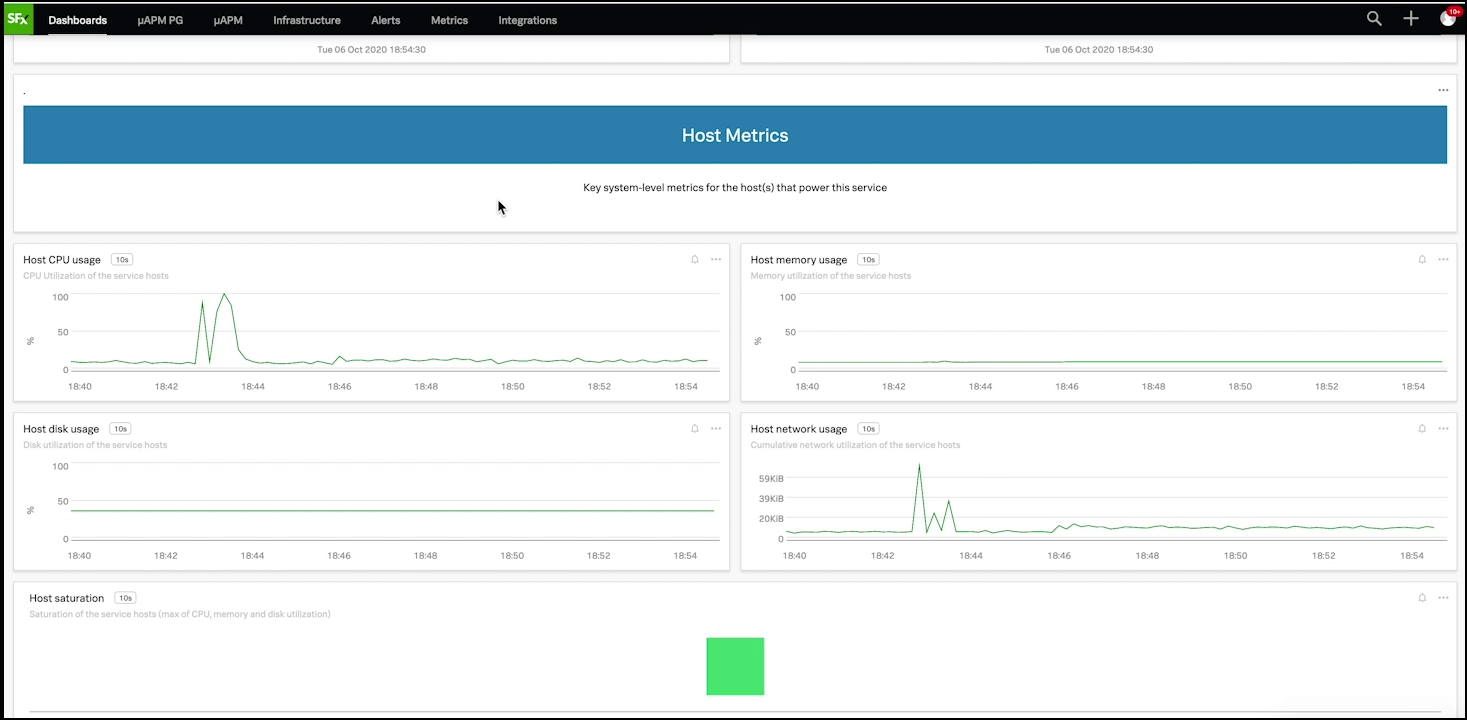 SFx Dashboards µAPM PG µAPM Infrastructure Alerts Metrics Integrations 10+
Tue 06 Oct 2020 18:54:30 Tue 06 Oct 2020 18:54:30
.
Host Metrics
Key system-level metrics for the host(s) that power this service
Host CPU usage 10s
CPU Utilization of the service hosts
100
50
0
%
18:40 18:42 18:44 18:46 18:48 18:50 18:52 18:54
Host memory usage 10s
Memory utilization of the service hosts
100
50
0
%
18:40 18:42 18:44 18:46 18:48 18:50 18:52 18:54
Host disk usage 10s
Disk utilization of the service hosts
100
50
0
%
18:40 18:42 18:44 18:46 18:48 18:50 18:52 18:54
Host network usage 10s
Cumulative network utilization of the service hosts
59KiB
39KiB
20KiB
0
18:40 18:42 18:44 18:46 18:48 18:50 18:52 18:54
Host saturation 10s
Saturation of the service hosts (max of CPU, memory and disk utilization)